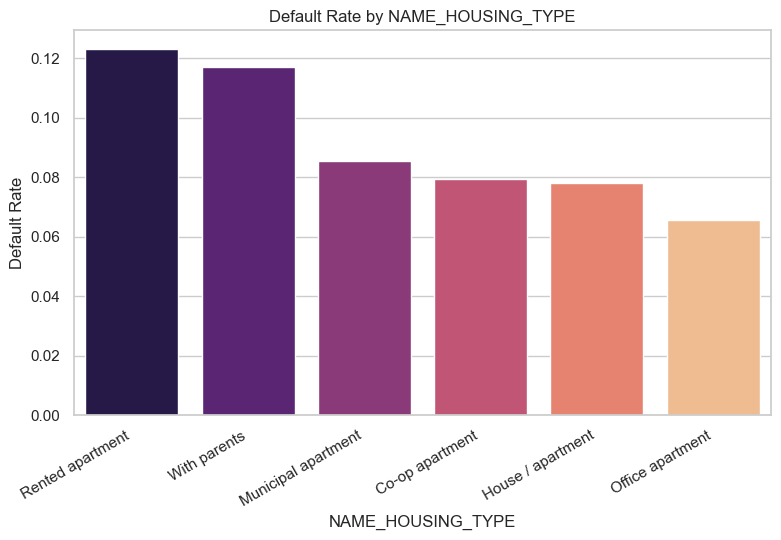 Default Rate by NAME_HOUSING_TYPE
Default Rate
0.12
0.10
0.08
0.06
0.04
0.02
0.00
Rented apartment
With parents
Municipal apartment
Co-op apartment
House / apartment
Office apartment
NAME_HOUSING_TYPE